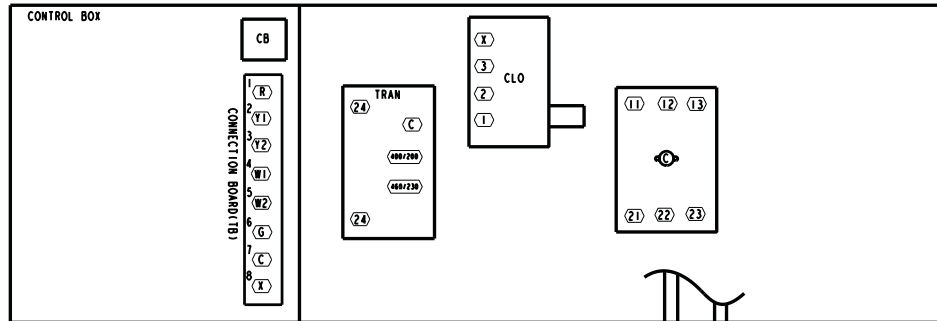 CONTROL BOX
CB
CONNECTION BOARD(TB)
1 R
2 Y1
3 Y2
4 W1
5 W2
6 G
7 C
8 X
TRAN
24
C
400/200
460/230
24
CLO
X
3
2
1
11 12 13
C
21 22 23